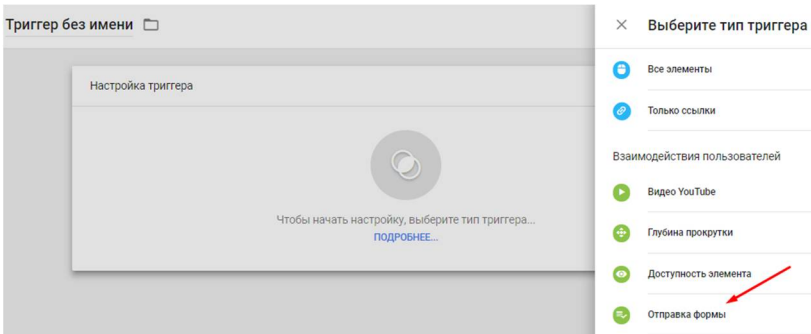 Триггер без имени
Выберите тип триггера
Настройка триггера
Все элементы
Только ссылки
Взаимодействия пользователей
Видео YouTube
Чтобы начать настройку, выберите тип триггера...
ПОДРОБНЕЕ...
Глубина прокрутки
Доступность элемента
Отправка формы